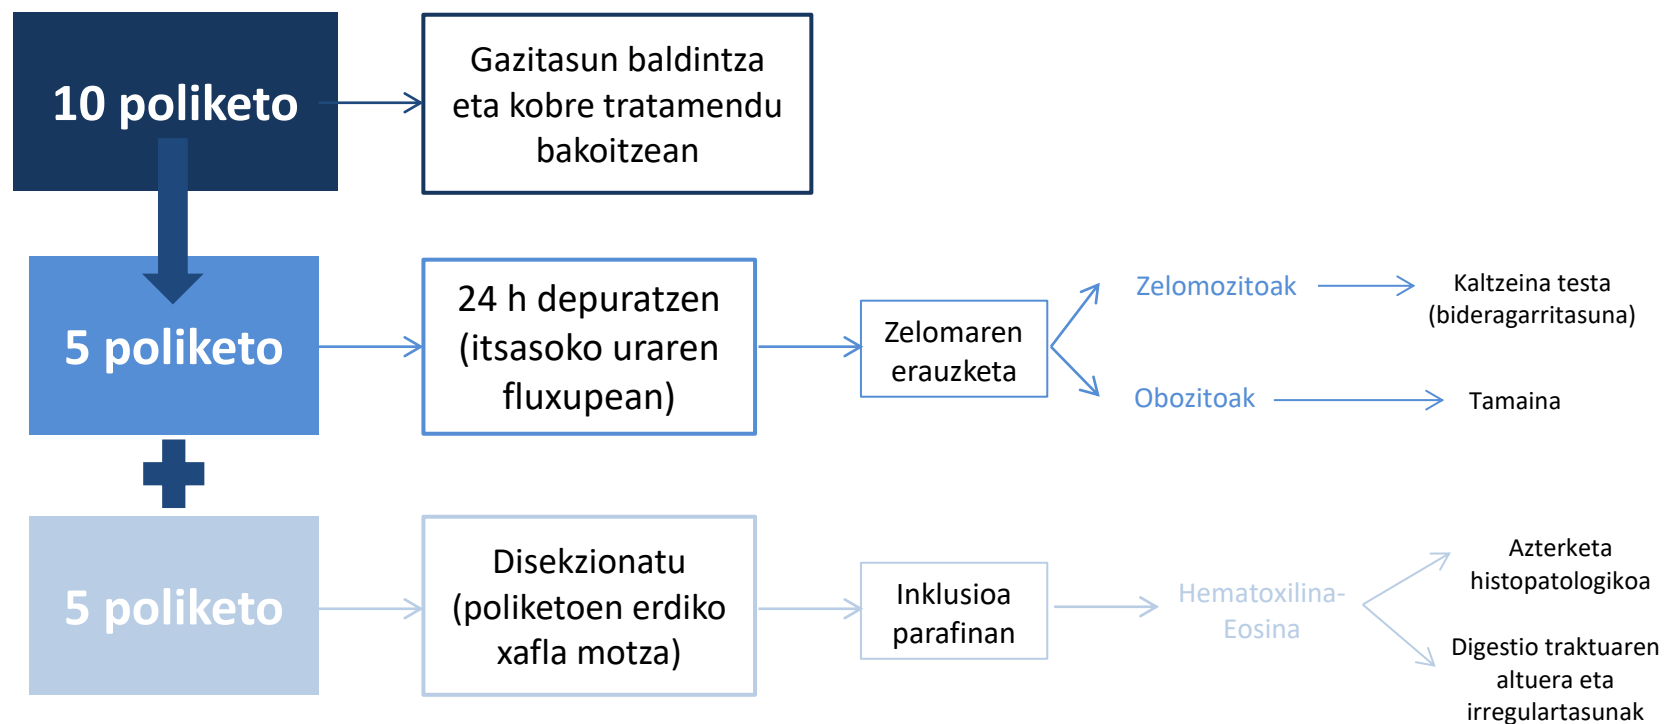 10 poliketo
Gazitasun baldintza
eta kobre tratamendu
bakoitzean
5 poliketo
24 h depuratzen
(itsasoko uraren
fluxupean)
Zelomaren
erauzketa
Zelomozitoak
Kaltzeina testa
(bideragarritasuna)
Obozitoak
Tamaina
5 poliketo
Disekzionatu
(poliketoen erdiko
xafla motza)
Inklusioa
parafinan
Hematoxilina-
Eosina
Azterketa
histopatologikoa
Digestio traktuaren
altuera eta
irregulartasunak